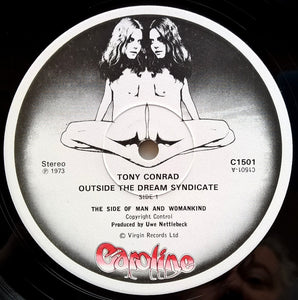 Stereo
℗ 1973
TONY CONRAD
OUTSIDE THE DREAM SYNDICATE
SIDE 1
C1501
C1501-A
THE SIDE OF MAN AND WOMANKIND
Copyright Control
Produced by Uwe Nettlebeck
© Virgin Records Ltd
Caroline